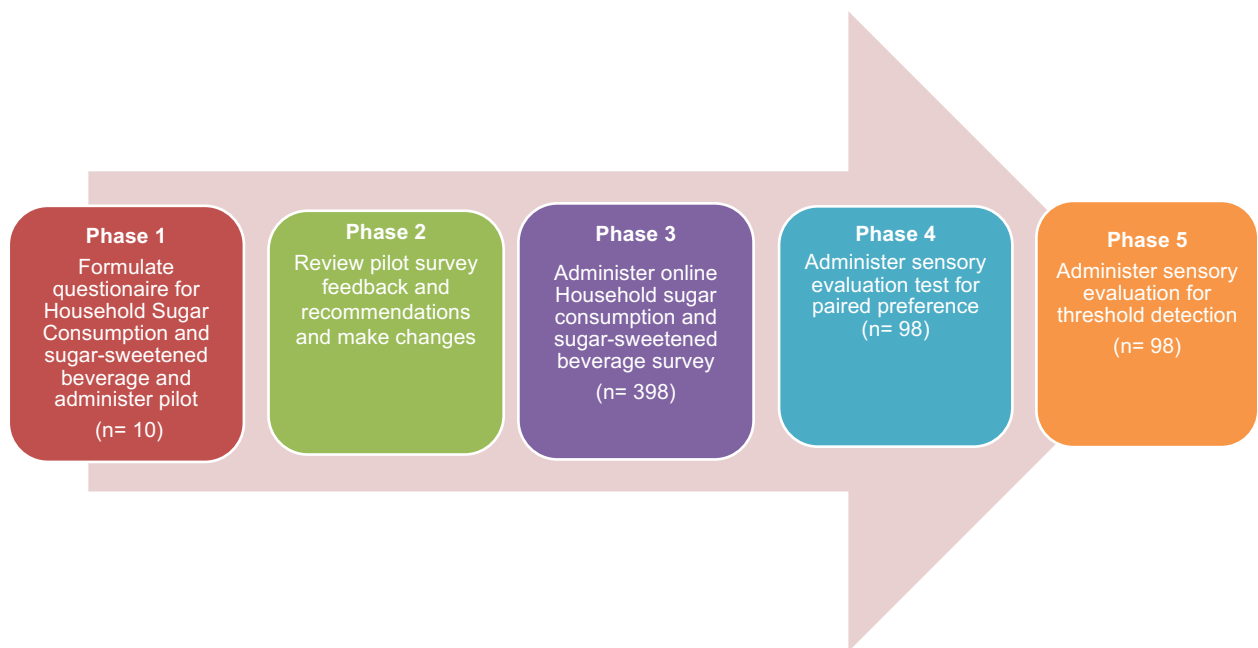 Phase 1
Formulate
questionaire for
Household Sugar
Consumption and
sugar-sweetened
beverage and
administer pilot
(n= 10)
Phase 2
Review pilot survey
feedback and
recommendations
and make changes
Phase 3
Administer online
Household sugar
consumption and
sugar-sweetened
beverage survey
(n= 398)
Phase 4
Administer sensory
evaluation test for
paired preference
(n= 98)
Phase 5
Administer sensory
evaluation for
threshold detection
(n= 98)